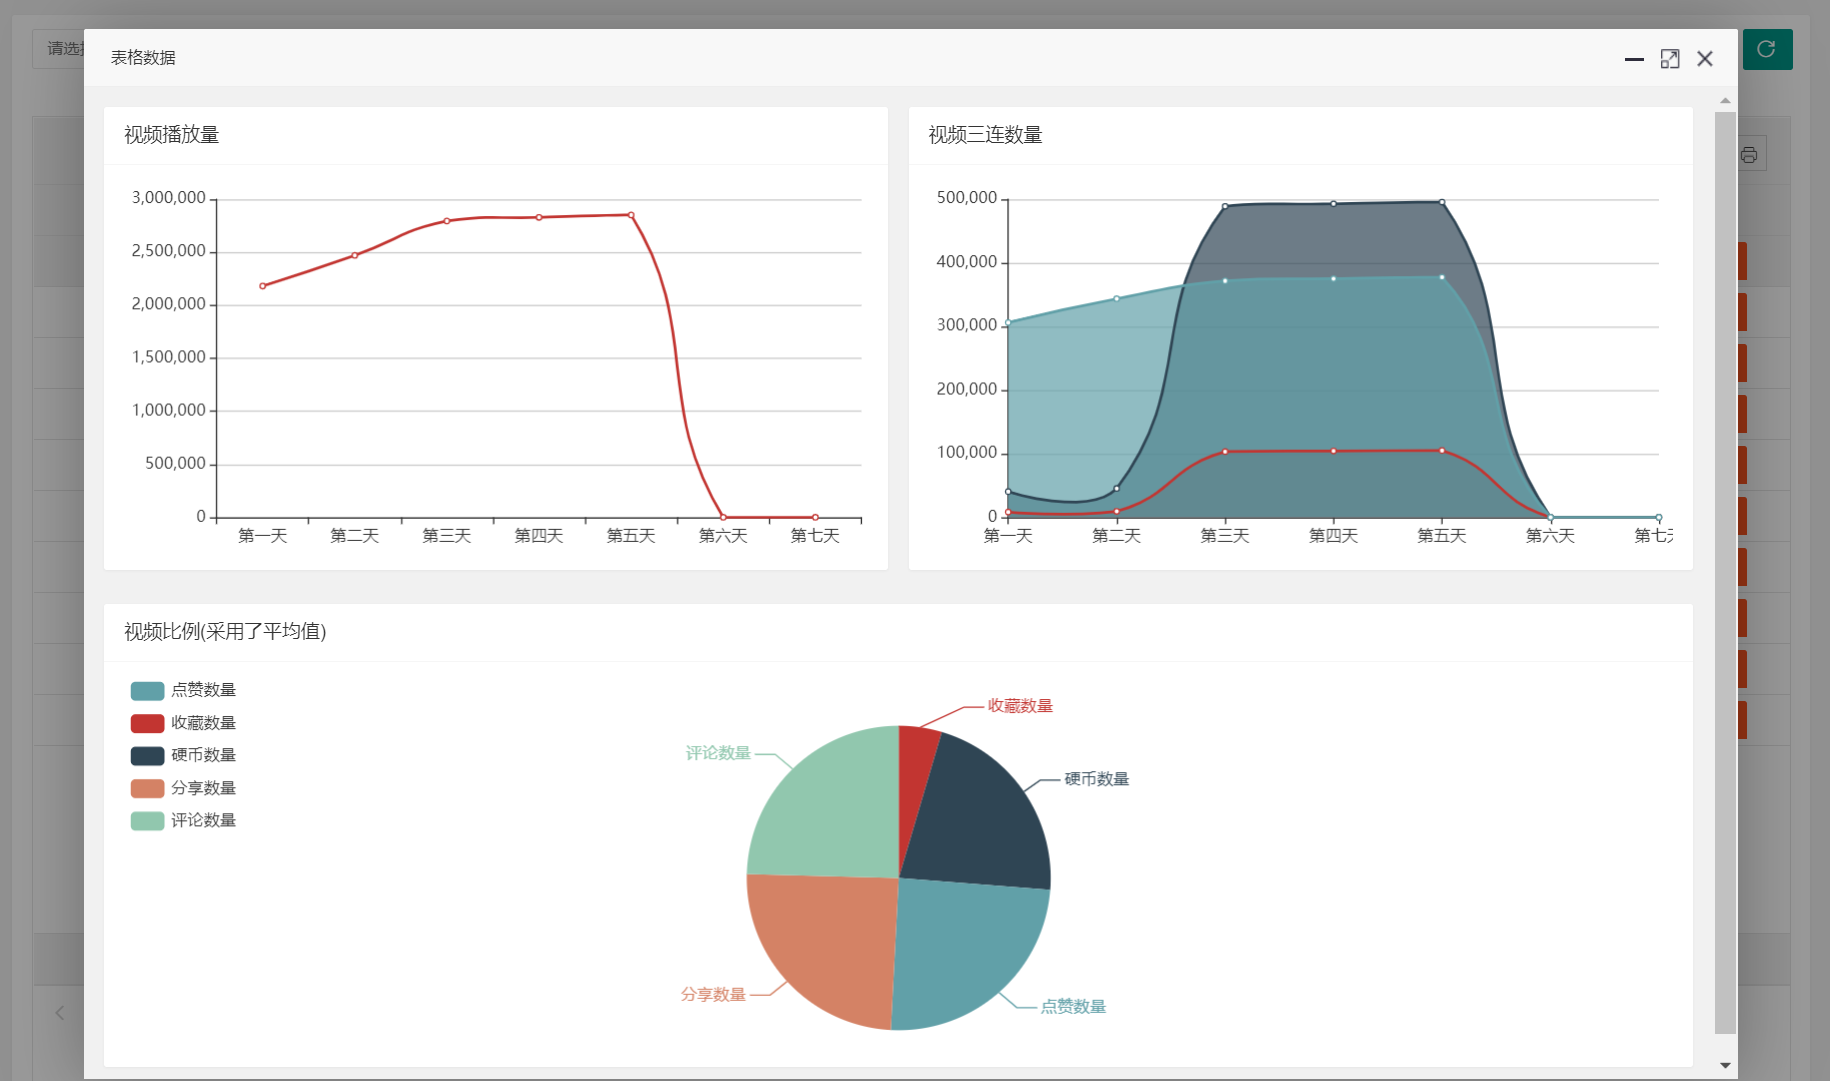 请选
表格数据
视频播放量
3,000,000
2,500,000
2,000,000
1,500,000
1,000,000
500,000
0
第一天 第二天 第三天 第四天 第五天 第六天 第七天
视频三连数量
500,000
400,000
300,000
200,000
100,000
0
第一天 第二天 第三天 第四天 第五天 第六天 第七
视频比例(采用了平均值)
点赞数量
收藏数量
硬币数量
分享数量
评论数量
收藏数量
评论数量
硬币数量
分享数量
点赞数量